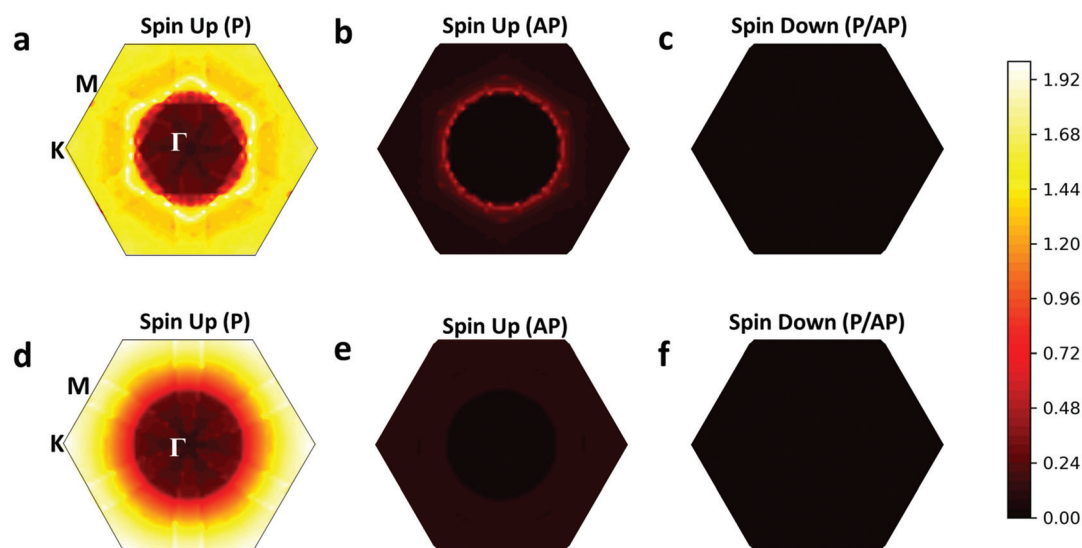 Spin Up (P)
Spin Up (AP)
Spin Down (P/AP)
a
b
c
M
K
Γ
1.92
1.68
1.44
1.20
0.96
0.72
0.48
0.24
0.00
Spin Up (P)
Spin Up (AP)
Spin Down (P/AP)
d
e
f
M
K
Γ